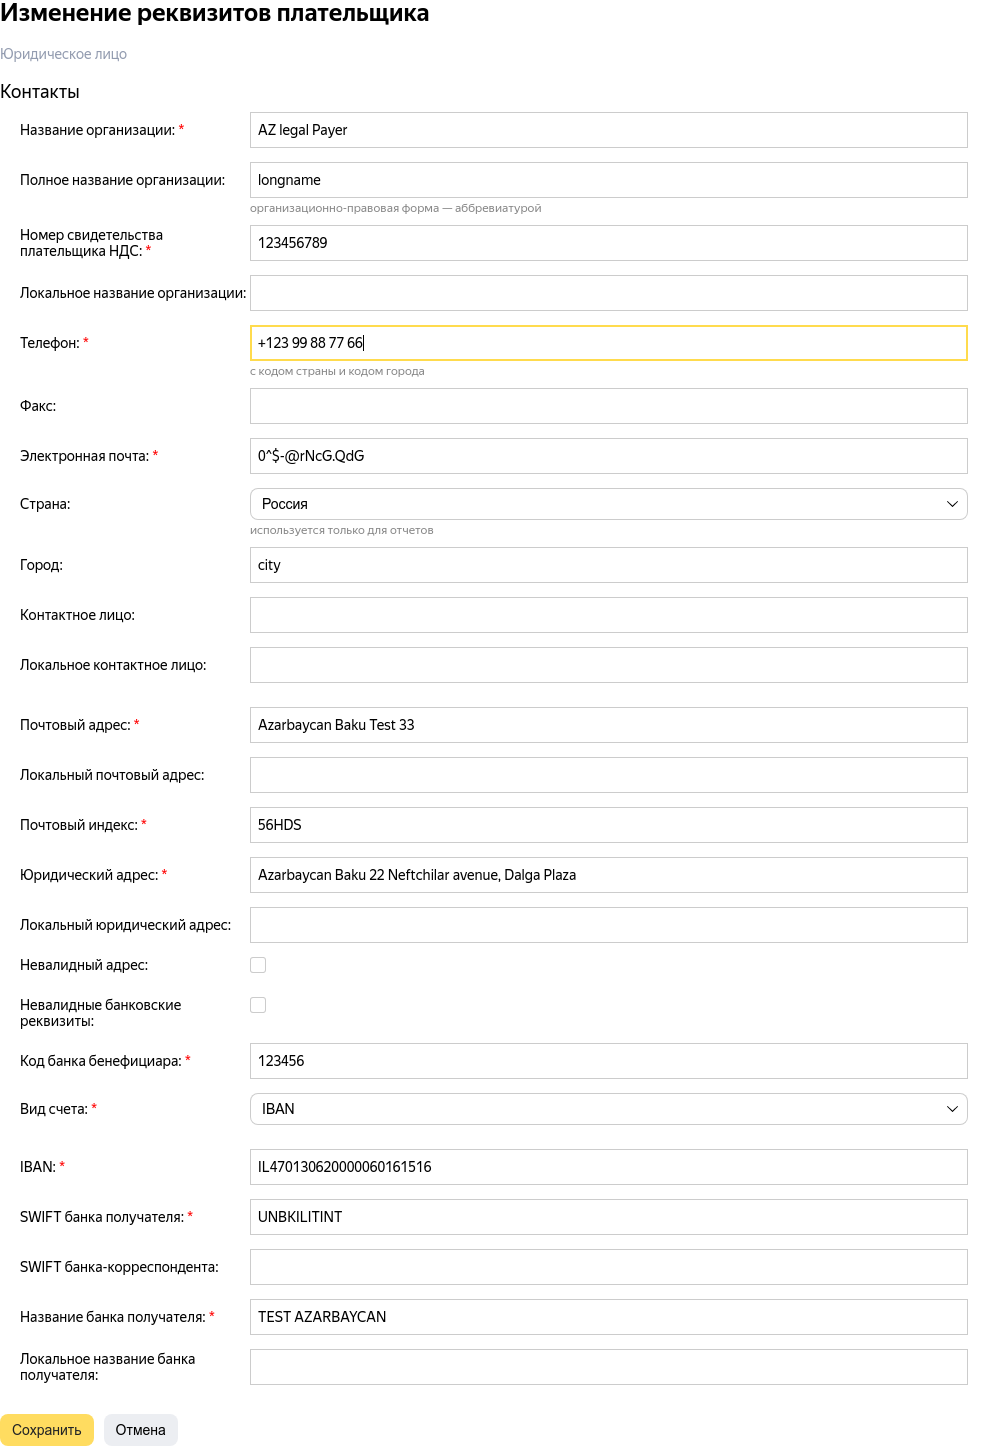 Изменение реквизитов плательщика
Юридическое лицо
Контакты
Название организации: * AZ legal Payer
Полное название организации: longname
организационно-правовая форма — аббревиатурой
Номер свидетельства
плательщика НДС: * 123456789
Локальное название организации:
Телефон: * +123 99 88 77 66
с кодом страны и кодом города
Факс:
Электронная почта: * 0^$-@rNcG.QdG
Страна: Россия
используется только для отчетов
Город: city
Контактное лицо:
Локальное контактное лицо:
Почтовый адрес: * Azarbaycan Baku Test 33
Локальный почтовый адрес:
Почтовый индекс: * 56HDS
Юридический адрес: * Azarbaycan Baku 22 Neftchilar avenue, Dalga Plaza
Локальный юридический адрес:
Невалидный адрес:
Невалидные банковские
реквизиты:
Код банка бенефициара: * 123456
Вид счета: * IBAN
IBAN: * IL470130620000060161516
SWIFT банка получателя: * UNBKILITINT
SWIFT банка-корреспондента:
Название банка получателя: * TEST AZARBAYCAN
Локальное название банка
получателя:
Сохранить Отмена